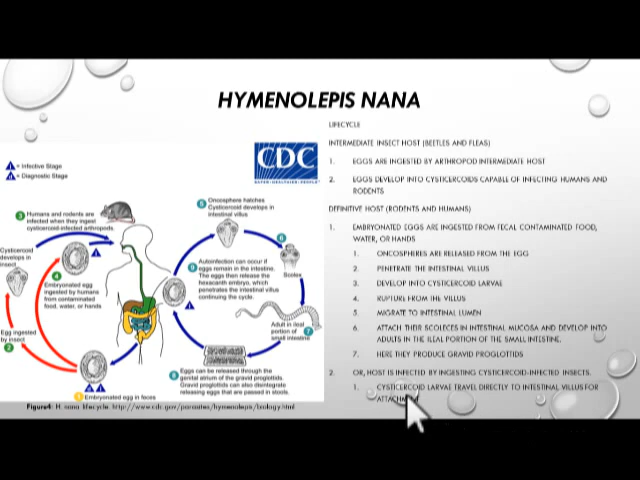 HYMENOLEPIS NANA
LIFECYCLE
INTERMEDIATE INSECT HOST (BEETLES AND FLEAS)
1. EGGS ARE INGESTED BY ARTHROPOD INTERMEDIATE HOST
2. EGGS DEVELOP INTO CYSTICERCOIDS CAPABLE OF INFECTING HUMANS AND
RODENTS
DEFINITIVE HOST (RODENTS AND HUMANS)
1. EMBRYONATED EGGS ARE INGESTED FROM FECAL CONTAMINATED FOOD,
WATER, OR HANDS
1. ONCOSPHERES ARE RELEASED FROM THE EGG
2. PENETRATE THE INTESTINAL VILLUS
3. DEVELOP INTO CYSTICERCOID LARVAE
4. RUPTURE FROM THE VILLUS
5. MIGRATE TO INTESTINAL LUMEN
6. ATTACH THEIR SCOLECES IN INTESTINAL MUCOSA AND DEVELOP INTO
ADULTS IN THE ILEAL PORTION OF THE SMALL INTESTINE.
7. HERE THEY PRODUCE GRAVID PROGLOTTIDS
2. OR, HOST IS INFECTED BY INGESTING CYSTICERCOID-INFECTED INSECTS.
1. CYSTICERCOID LARVAE TRAVEL DIRECTLY TO INTESTINAL VILLUS FOR
CDC
SAFER·HEALTHIER·PEOPLE™
i = Infective Stage
d = Diagnostic Stage
3 Humans and rodents are
infected when they ingest
cysticercoid-infected arthropods.
Cysticercoid
develops in
insect
4
Embryonated egg
ingested by humans
from contaminated
food, water, or hands
Egg ingested
by insect
2
1 Embryonated egg in feces
5 Oncosphere hatches
Cysticercoid develops in
intestinal villus
6
Scolex
9 Autoinfection can occur if
eggs remain in the intestine.
The eggs then release the
hexacanth embryo, which
penetrates the intestinal villus
continuing the cycle.
Adult in ileal
portion of
small intestine
7
8 Eggs can be released through the
genital atrium of the gravid proglottids.
Gravid proglottids can also disintegrate
releasing eggs that are passed in stools.
Figure4: H. nana lifecycle. http://www.cdc.gov/parasites/hymenolepis/biology.html